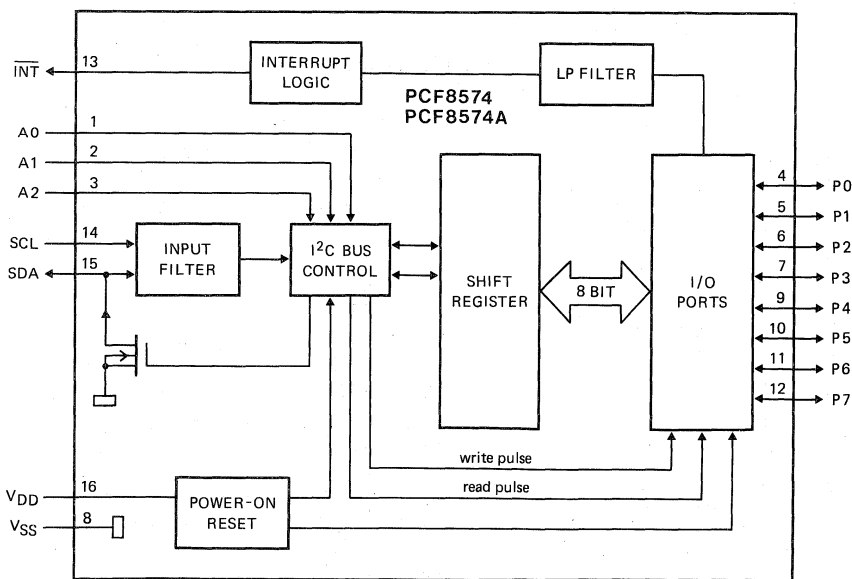 INT
13
INTERRUPT
LOGIC
LP FILTER
PCF8574
PCF8574A
A0
1
A1
2
A2
3
SCL
14
SDA
15
INPUT
FILTER
I²C BUS
CONTROL
SHIFT
REGISTER
8 BIT
I/O
PORTS
4
P0
5
P1
6
P2
7
P3
9
P4
10
P5
11
P6
12
P7
write pulse
read pulse
VDD
16
VSS
8
POWER-ON
RESET